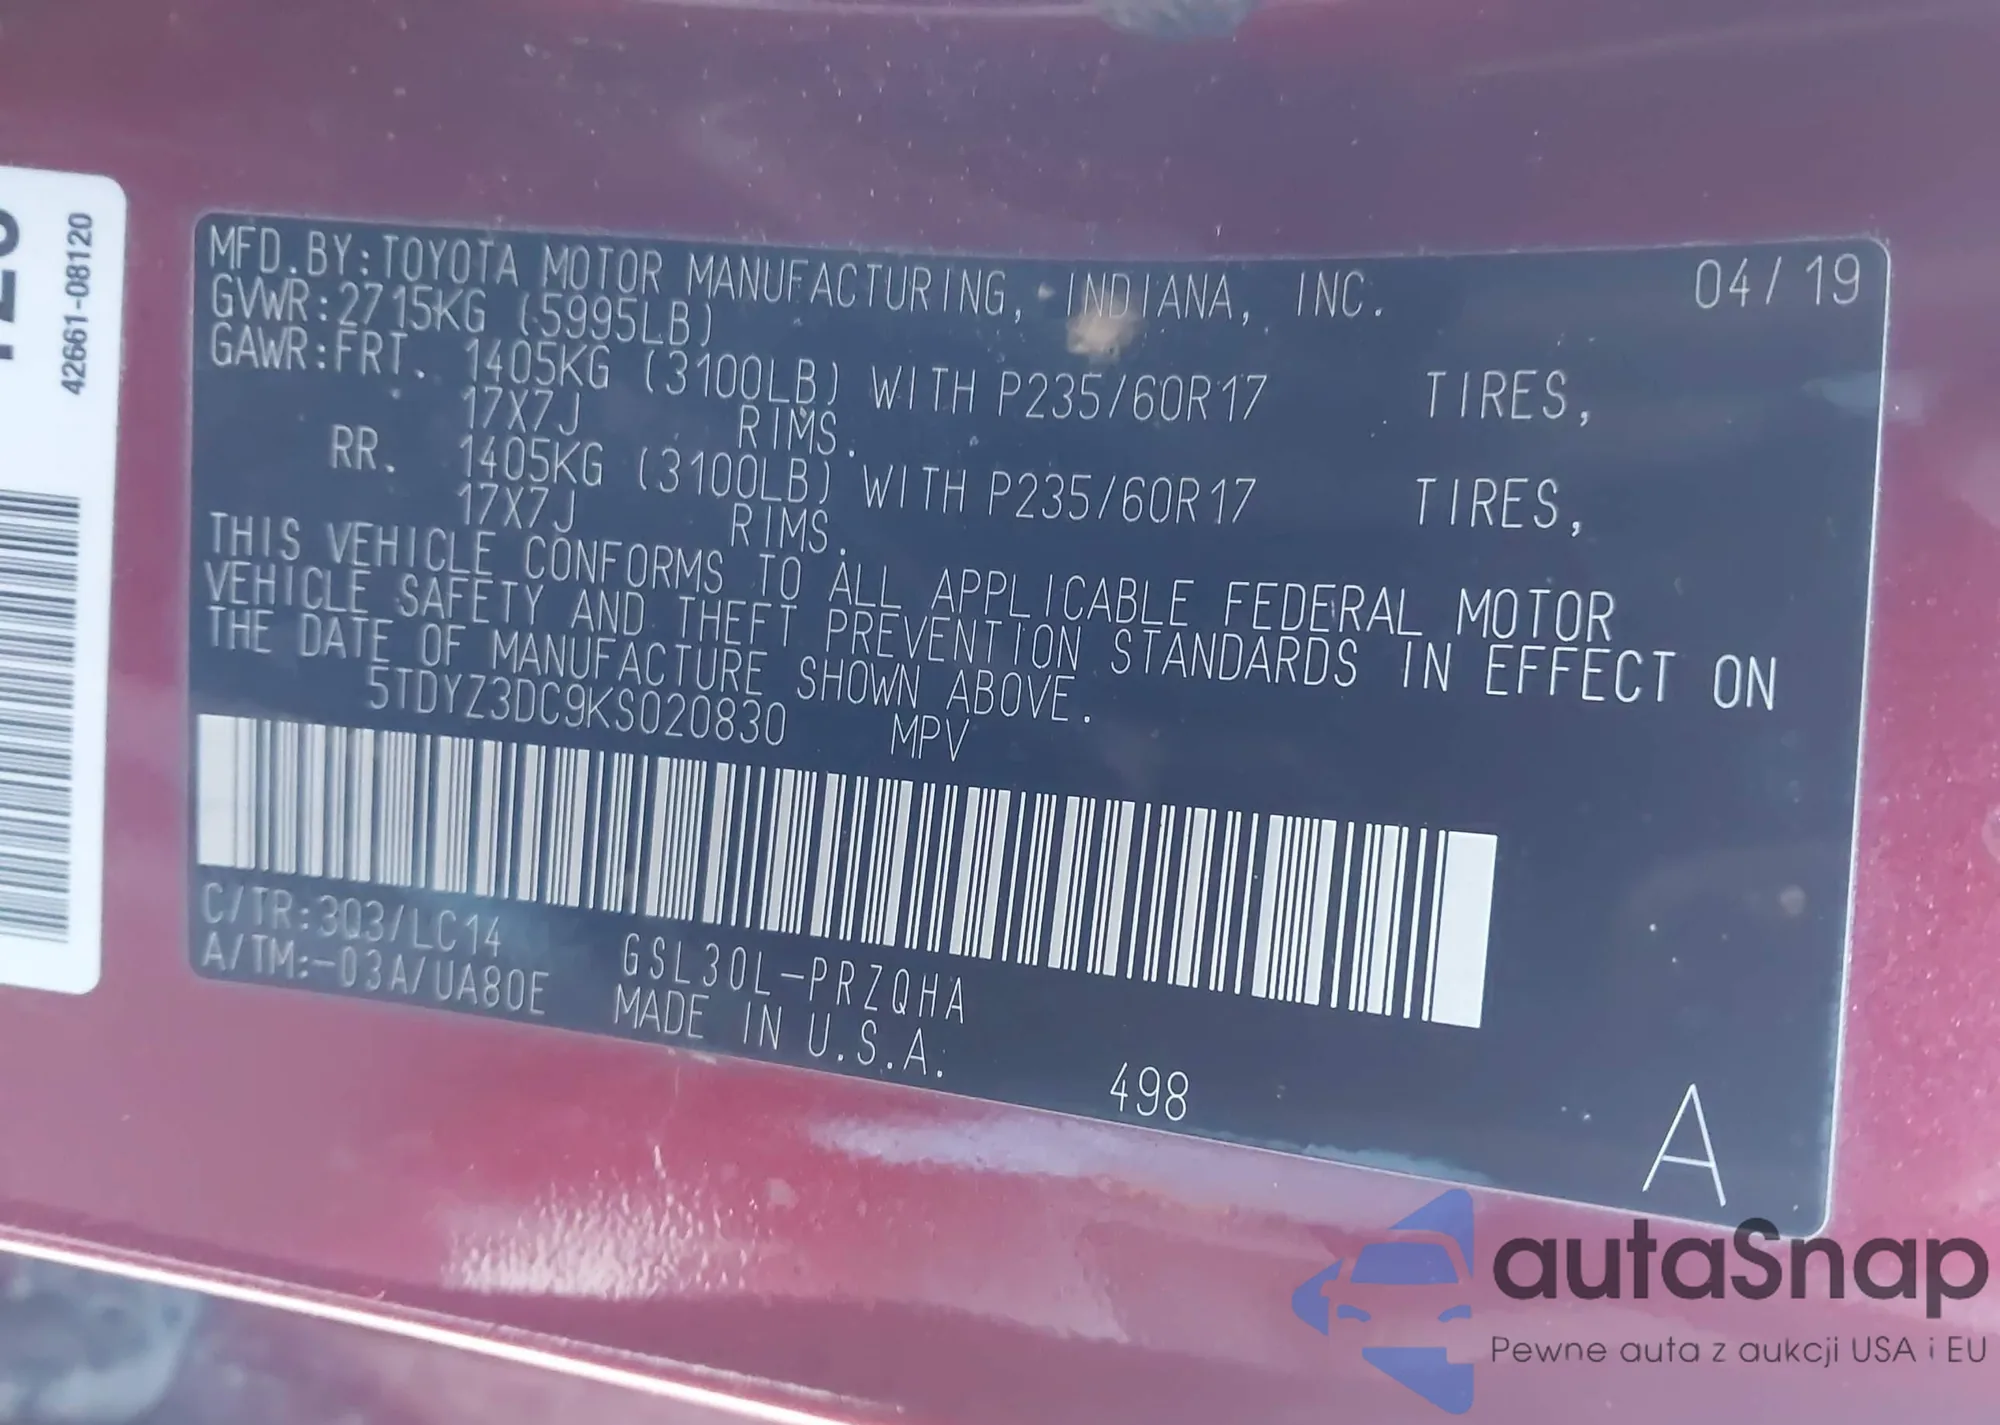 42661-08120
MFD.BY:TOYOTA MOTOR MANUFACTURING, INDIANA, INC. 04/19
GVWR:2715KG (5995LB)
GAWR:FRT. 1405KG (3100LB) WITH P235/60R17 TIRES,
17X7J RIMS.
RR. 1405KG (3100LB) WITH P235/60R17 TIRES,
17X7J RIMS.
THIS VEHICLE CONFORMS TO ALL APPLICABLE FEDERAL MOTOR
VEHICLE SAFETY AND THEFT PREVENTION STANDARDS IN EFFECT ON
THE DATE OF MANUFACTURE SHOWN ABOVE.
5TDYZ3DC9KS020830 MPV
C/TR:3Q3/LC14 GSL30L-PRZQHA
A/TM:-03A/UA80E MADE IN U.S.A.
498
A
autaSnap
Pewne auta z aukcji USA i EU